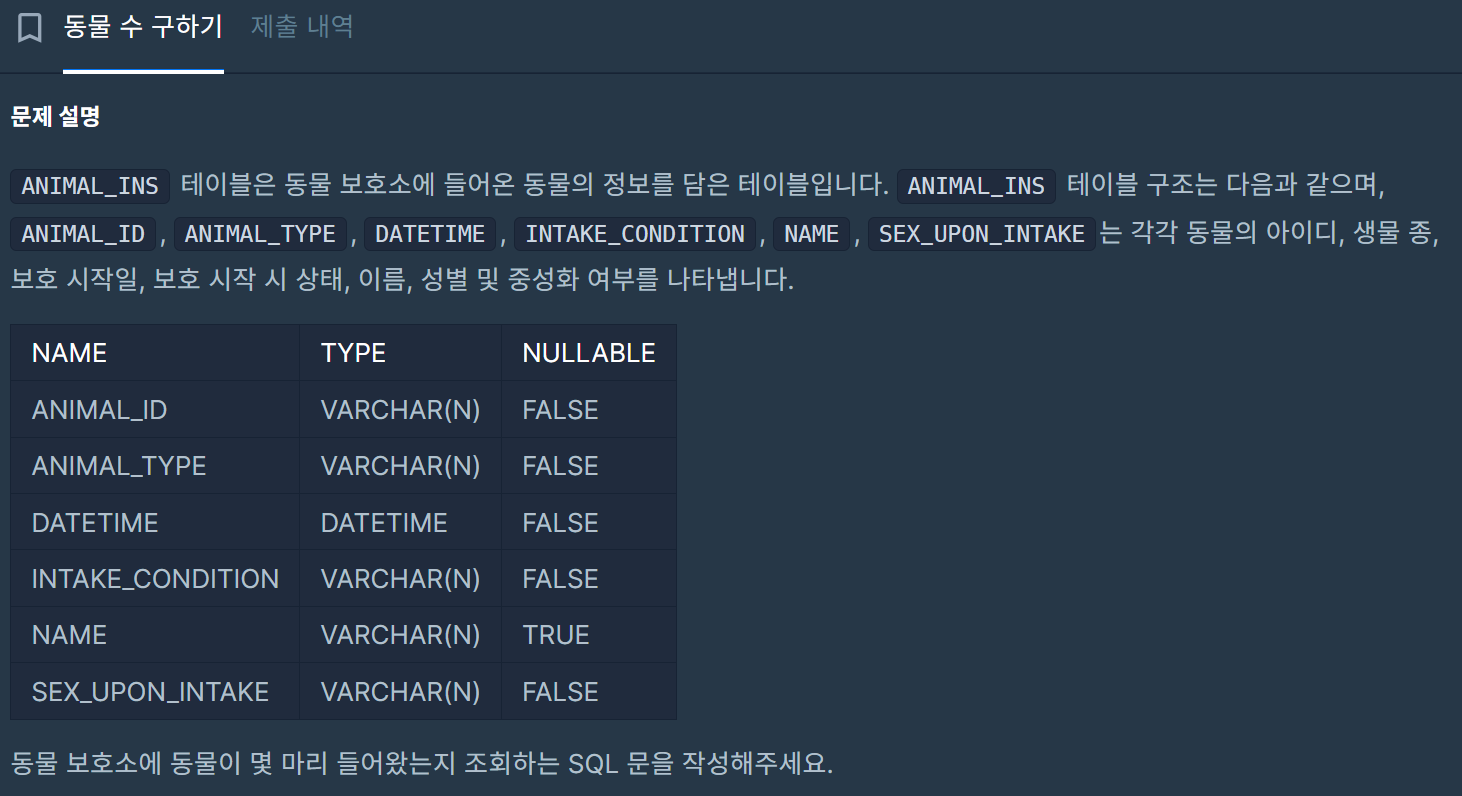 동물 수 구하기 제출 내역
문제 설명
ANIMAL_INS 테이블은 동물 보호소에 들어온 동물의 정보를 담은 테이블입니다. ANIMAL_INS 테이블 구조는 다음과 같으며,
ANIMAL_ID , ANIMAL_TYPE , DATETIME , INTAKE_CONDITION , NAME , SEX_UPON_INTAKE 는 각각 동물의 아이디, 생물 종,
보호 시작일, 보호 시작 시 상태, 이름, 성별 및 중성화 여부를 나타냅니다.
NAME TYPE NULLABLE
ANIMAL_ID VARCHAR(N) FALSE
ANIMAL_TYPE VARCHAR(N) FALSE
DATETIME DATETIME FALSE
INTAKE_CONDITION VARCHAR(N) FALSE
NAME VARCHAR(N) TRUE
SEX_UPON_INTAKE VARCHAR(N) FALSE
동물 보호소에 동물이 몇 마리 들어왔는지 조회하는 SQL 문을 작성해주세요.